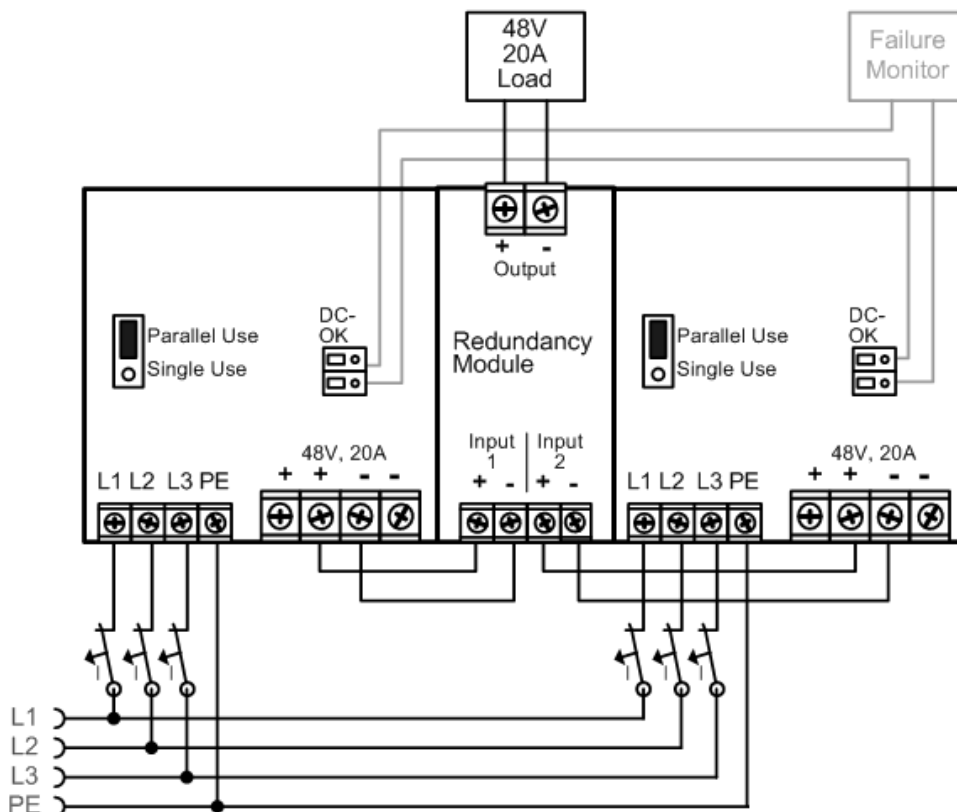 48V
20A
Load
Failure
Monitor
+ -
Output
Parallel Use
Single Use
DC-
OK
Redundancy
Module
Parallel Use
Single Use
DC-
OK
L1 L2 L3 PE
48V, 20A
+ + - -
Input
1
Input
2
+ - + -
L1 L2 L3 PE
48V, 20A
+ + - -
L1
L2
L3
PE